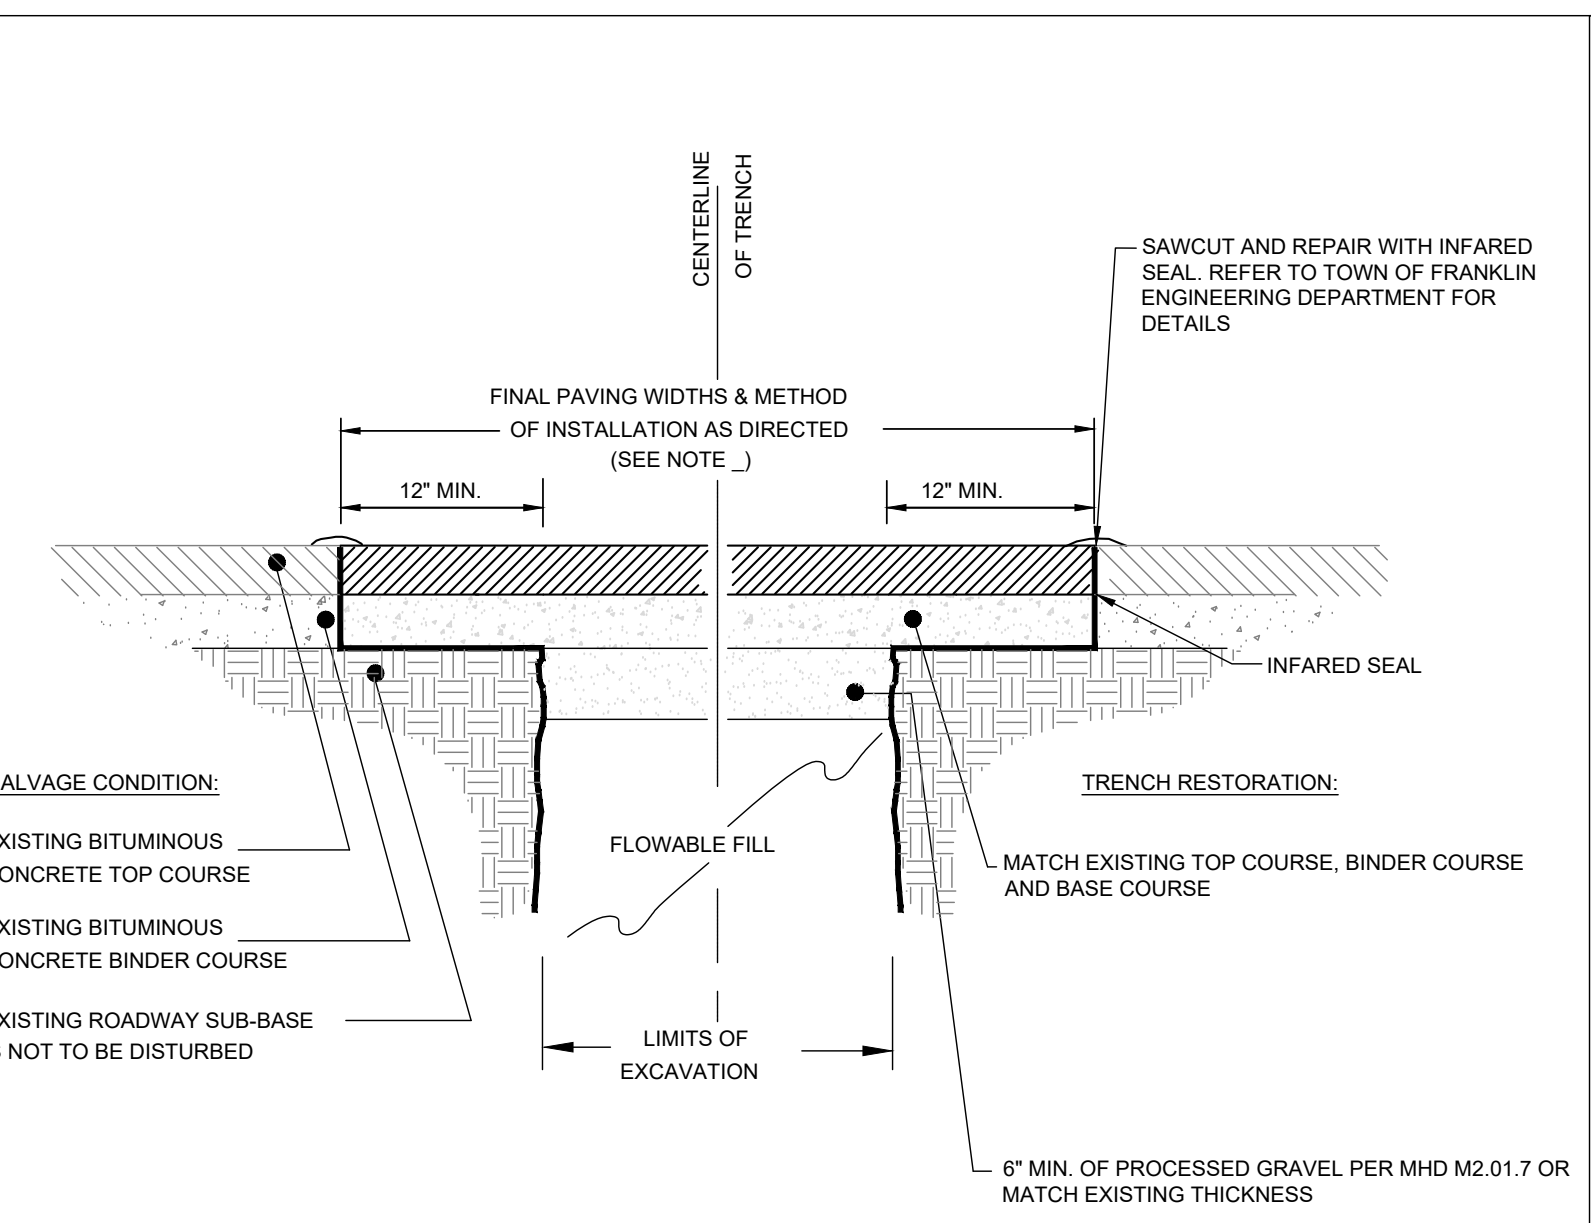 CENTERLINE
OF TRENCH
SAWCUT AND REPAIR WITH INFARED
SEAL. REFER TO TOWN OF FRANKLIN
ENGINEERING DEPARTMENT FOR
DETAILS
FINAL PAVING WIDTHS & METHOD
OF INSTALLATION AS DIRECTED
(SEE NOTE _)
12" MIN.
12" MIN.
INFARED SEAL
ALVAGE CONDITION:
XISTING BITUMINOUS
ONCRETE TOP COURSE
XISTING BITUMINOUS
ONCRETE BINDER COURSE
XISTING ROADWAY SUB-BASE
S NOT TO BE DISTURBED
FLOWABLE FILL
LIMITS OF
EXCAVATION
TRENCH RESTORATION:
MATCH EXISTING TOP COURSE, BINDER COURSE
AND BASE COURSE
6" MIN. OF PROCESSED GRAVEL PER MHD M2.01.7 OR
MATCH EXISTING THICKNESS